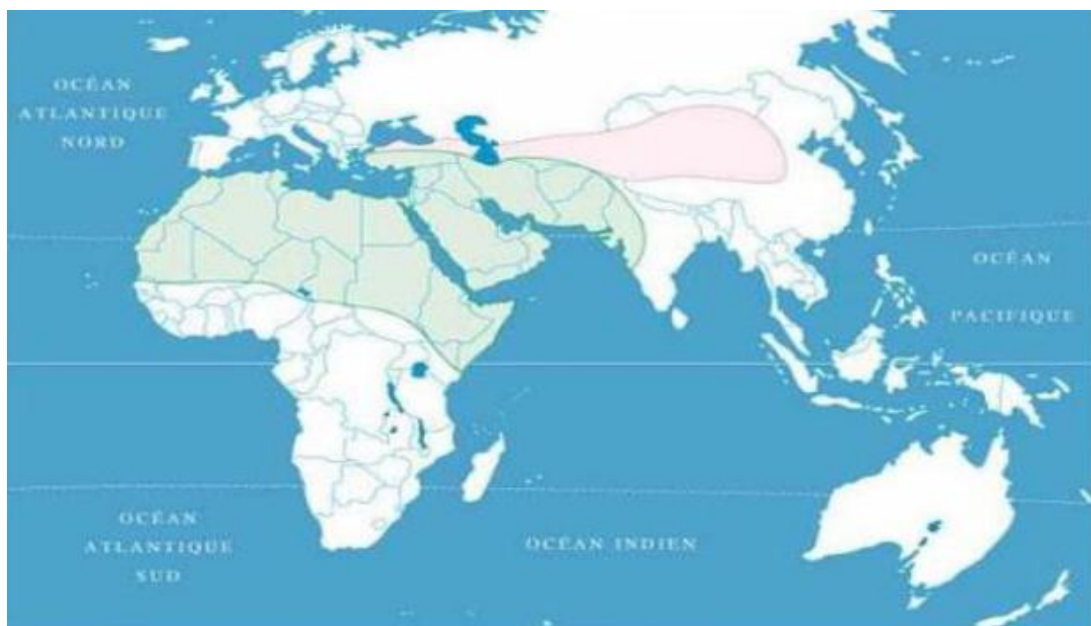 OCÉAN
ATLANTIQUE
NORD
OCÉAN
PACIFIQUE
OCÉAN
ATLANTIQUE
SUD
OCÉAN INDIEN